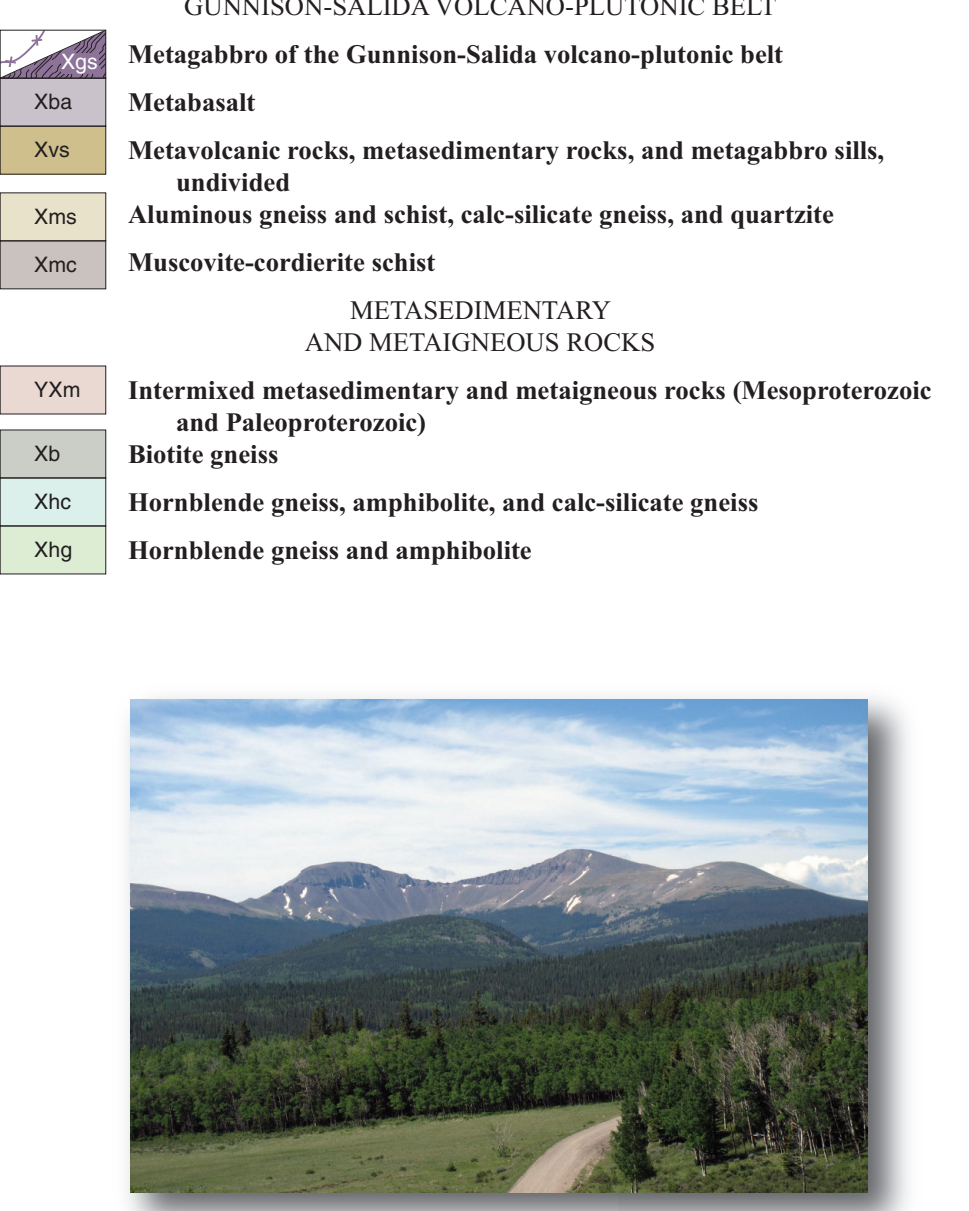 GUNNISON-SALIDA VOLCANO-PLUTONIC BELT
Xgs Metagabbro of the Gunnison-Salida volcano-plutonic belt
Xba Metabasalt
Xvs Metavolcanic rocks, metasedimentary rocks, and metagabbro sills,
undivided
Xms Aluminous gneiss and schist, calc-silicate gneiss, and quartzite
Xmc Muscovite-cordierite schist
METASEDIMENTARY
AND METAIGNEOUS ROCKS
YXm Intermixed metasedimentary and metaigneous rocks (Mesoproterozoic
and Paleoproterozoic)
Xb Biotite gneiss
Xhc Hornblende gneiss, amphibolite, and calc-silicate gneiss
Xhg Hornblende gneiss and amphibolite